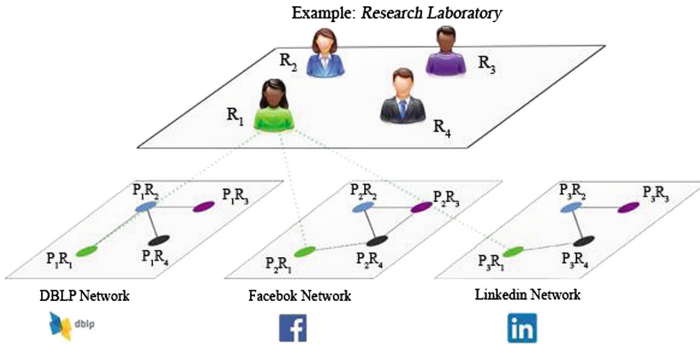 Example: Research Laboratory
R2
R3
R1
R4
P1R2
P1R3
P1R1
P1R4
P2R2
P2R3
P2R1
P2R4
P3R2
P3R3
P3R1
P3R4
DBLP Network
Facebok Network
Linkedin Network
dblp
f
in